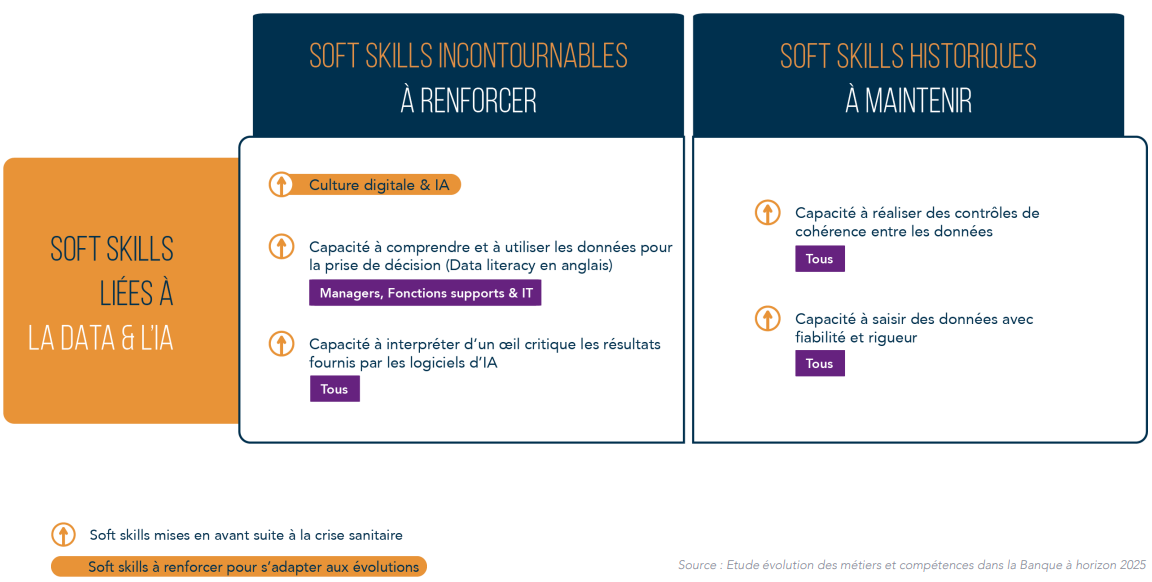 SOFT SKILLS INCONTOURNABLES
À RENFORCER
SOFT SKILLS HISTORIQUES
À MAINTENIR
SOFT SKILLS
LIÉES À
LA DATA & L'IA
Culture digitale & IA
Capacité à comprendre et à utiliser les données pour
la prise de décision (Data literacy en anglais)
Managers, Fonctions supports & IT
Capacité à interpréter d'un œil critique les résultats
fournis par les logiciels d'IA
Tous
Capacité à réaliser des contrôles de
cohérence entre les données
Tous
Capacité à saisir des données avec
fiabilité et rigueur
Tous
Soft skills mises en avant suite à la crise sanitaire
Soft skills à renforcer pour s'adapter aux évolutions
Source : Etude évolution des métiers et compétences dans la Banque à horizon 2025